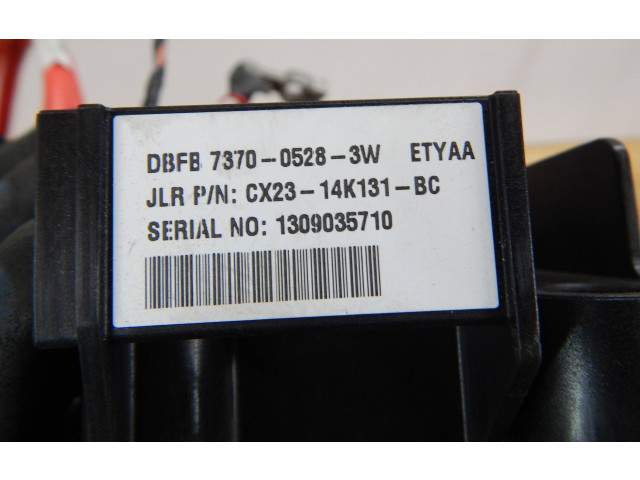 DBFB 7370-0528-3W ETYAA
JLR P/N: CX23-14K131-BC
SERIAL NO: 1309035710